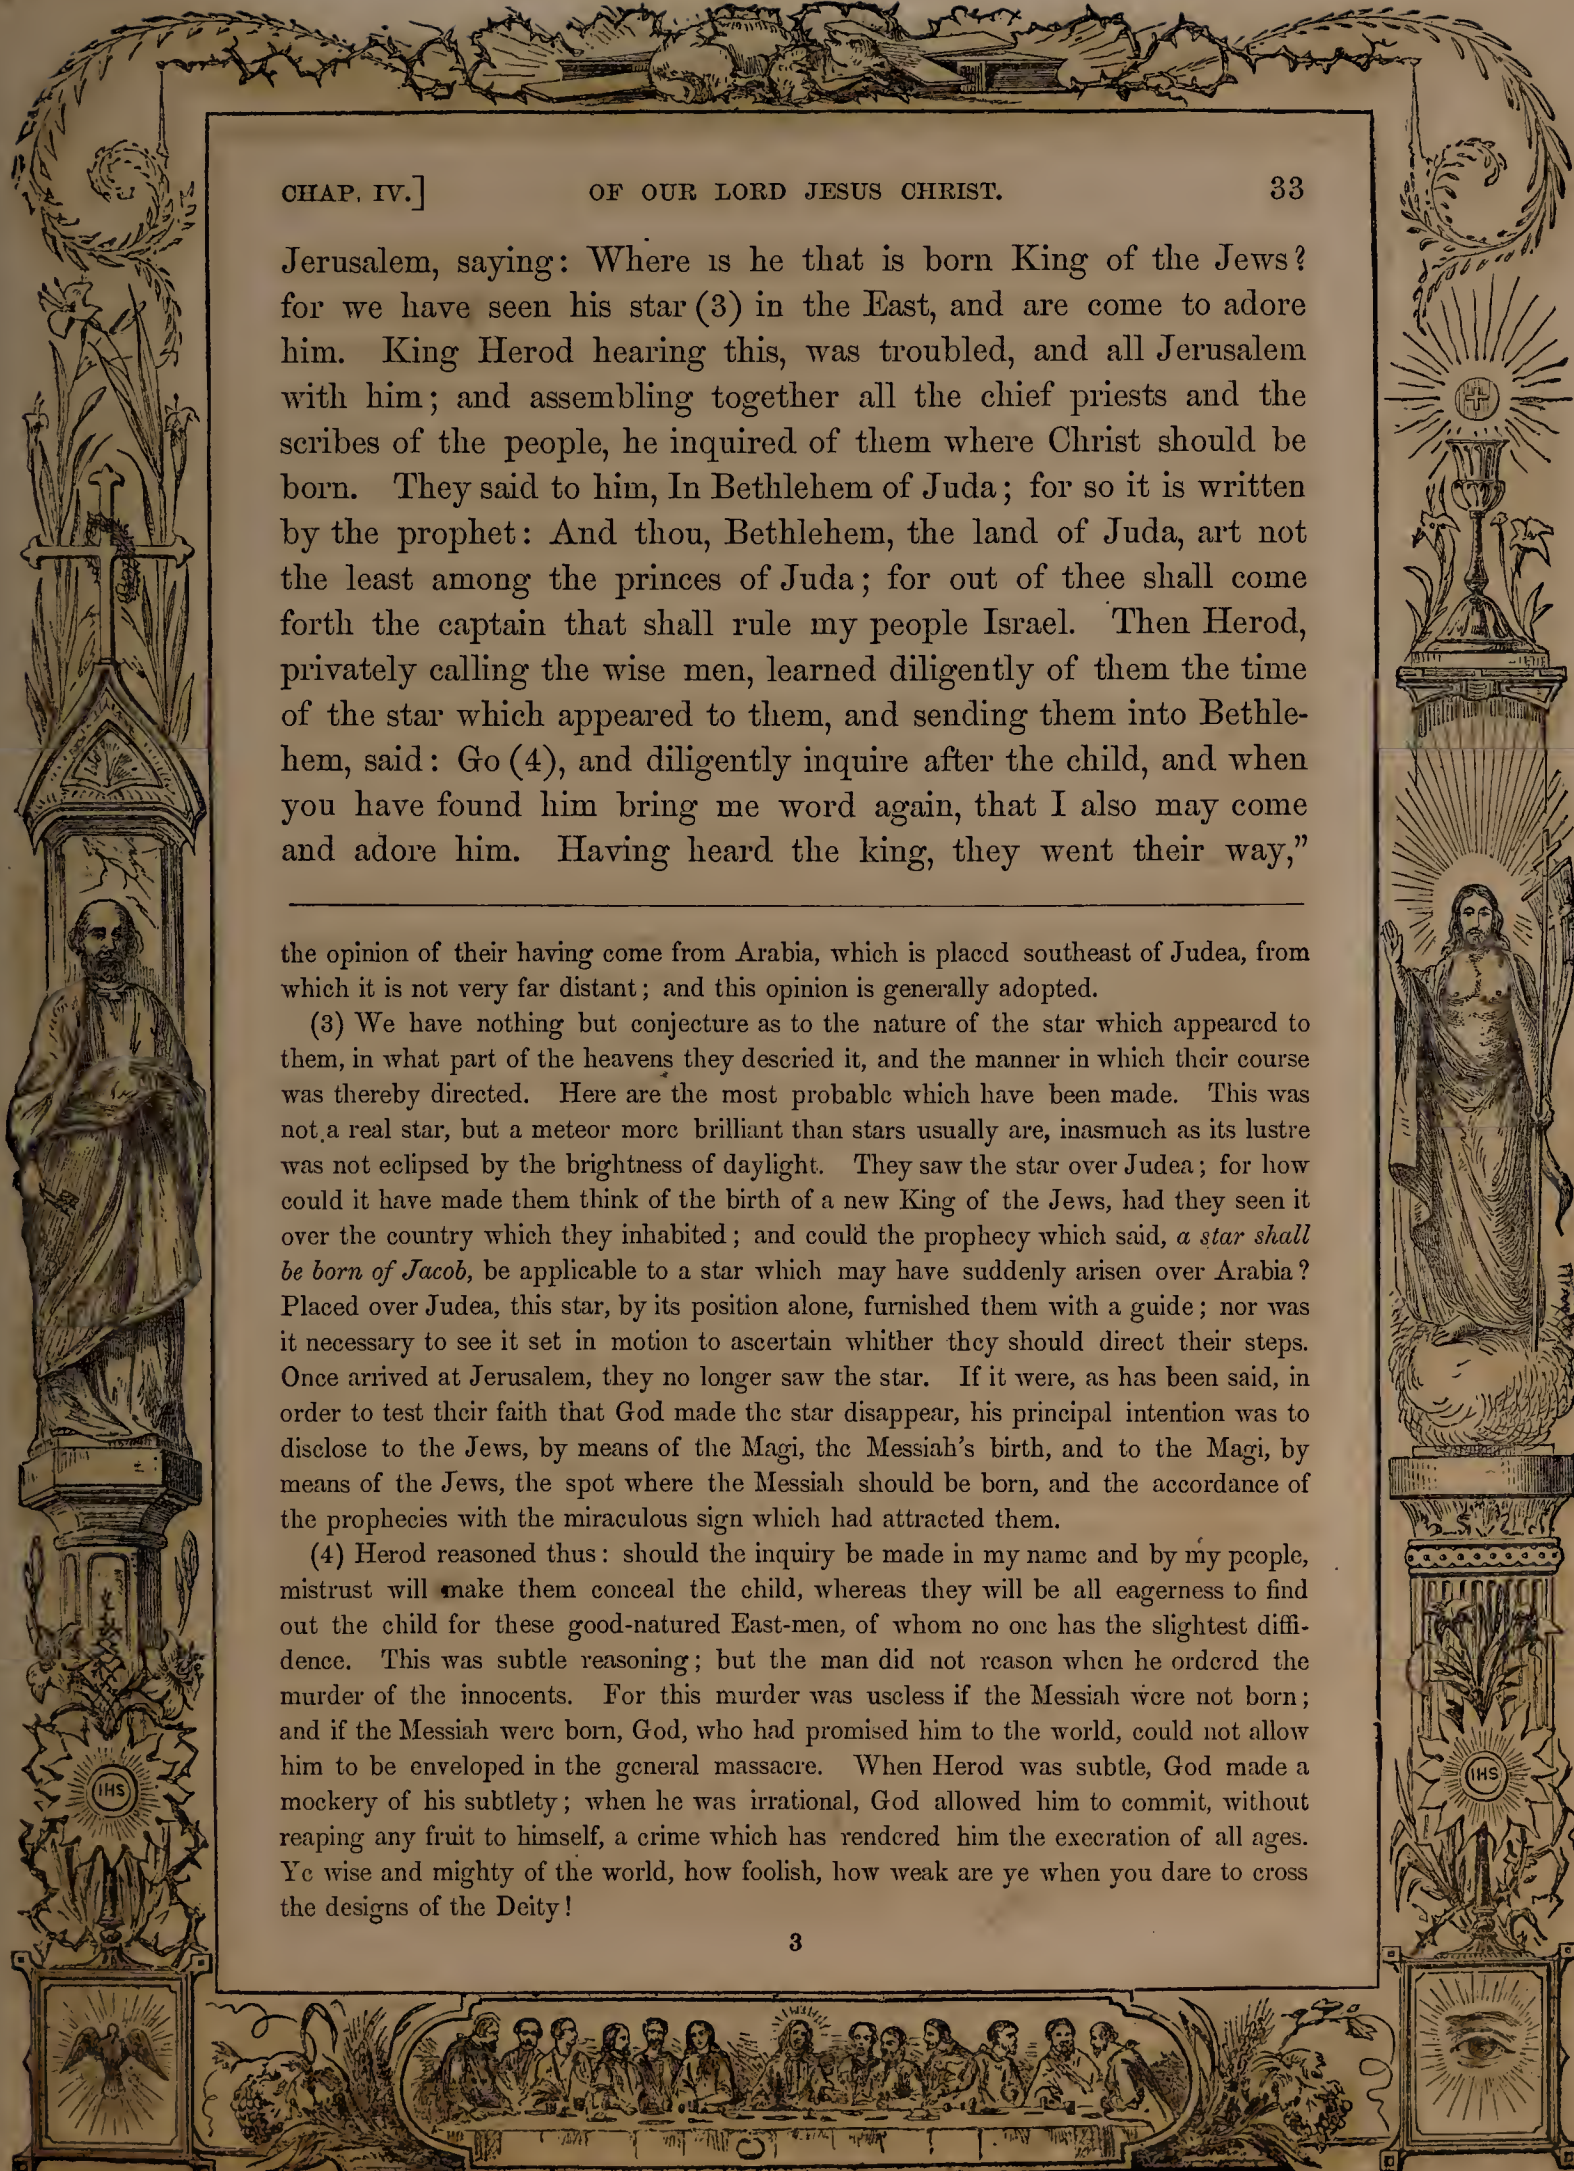 CHAP. IV.] OF OUR LORD JESUS CHRIST. 33
Jerusalem, saying: Where is he that is born King of the Jews?
for we have seen his star (3) in the East, and are come to adore
him. King Herod hearing this, was troubled, and all Jerusalem
with him; and assembling together all the chief priests and the
scribes of the people, he inquired of them where Christ should be
born. They said to him, In Bethlehem of Juda; for so it is written
by the prophet: And thou, Bethlehem, the land of Juda, art not
the least among the princes of Juda; for out of thee shall come
forth the captain that shall rule my people Israel. Then Herod,
privately calling the wise men, learned diligently of them the time
of the star which appeared to them, and sending them into Bethle-
hem, said: Go (4), and diligently inquire after the child, and when
you have found him bring me word again, that I also may come
and adore him. Having heard the king, they went their way,”
the opinion of their having come from Arabia, which is placed southeast of Judea, from
which it is not very far distant; and this opinion is generally adopted.
(3) We have nothing but conjecture as to the nature of the star which appeared to
them, in what part of the heavens they descried it, and the manner in which their course
was thereby directed. Here are the most probable which have been made. This was
not a real star, but a meteor more brilliant than stars usually are, inasmuch as its lustre
was not eclipsed by the brightness of daylight. They saw the star over Judea; for how
could it have made them think of the birth of a new King of the Jews, had they seen it
over the country which they inhabited; and could the prophecy which said, a star shall
be born of Jacob, be applicable to a star which may have suddenly arisen over Arabia?
Placed over Judea, this star, by its position alone, furnished them with a guide; nor was
it necessary to see it set in motion to ascertain whither they should direct their steps.
Once arrived at Jerusalem, they no longer saw the star. If it were, as has been said, in
order to test their faith that God made the star disappear, his principal intention was to
disclose to the Jews, by means of the Magi, the Messiah’s birth, and to the Magi, by
means of the Jews, the spot where the Messiah should be born, and the accordance of
the prophecies with the miraculous sign which had attracted them.
(4) Herod reasoned thus: should the inquiry be made in my name and by my people,
mistrust will make them conceal the child, whereas they will be all eagerness to find
out the child for these good-natured East-men, of whom no one has the slightest diffi-
dence. This was subtle reasoning; but the man did not reason when he ordered the
murder of the innocents. For this murder was useless if the Messiah were not born;
and if the Messiah were born, God, who had promised him to the world, could not allow
him to be enveloped in the general massacre. When Herod was subtle, God made a
mockery of his subtlety; when he was irrational, God allowed him to commit, without
reaping any fruit to himself, a crime which has rendered him the execration of all ages.
Ye wise and mighty of the world, how foolish, how weak are ye when you dare to cross
the designs of the Deity!
3
IHS
IHS